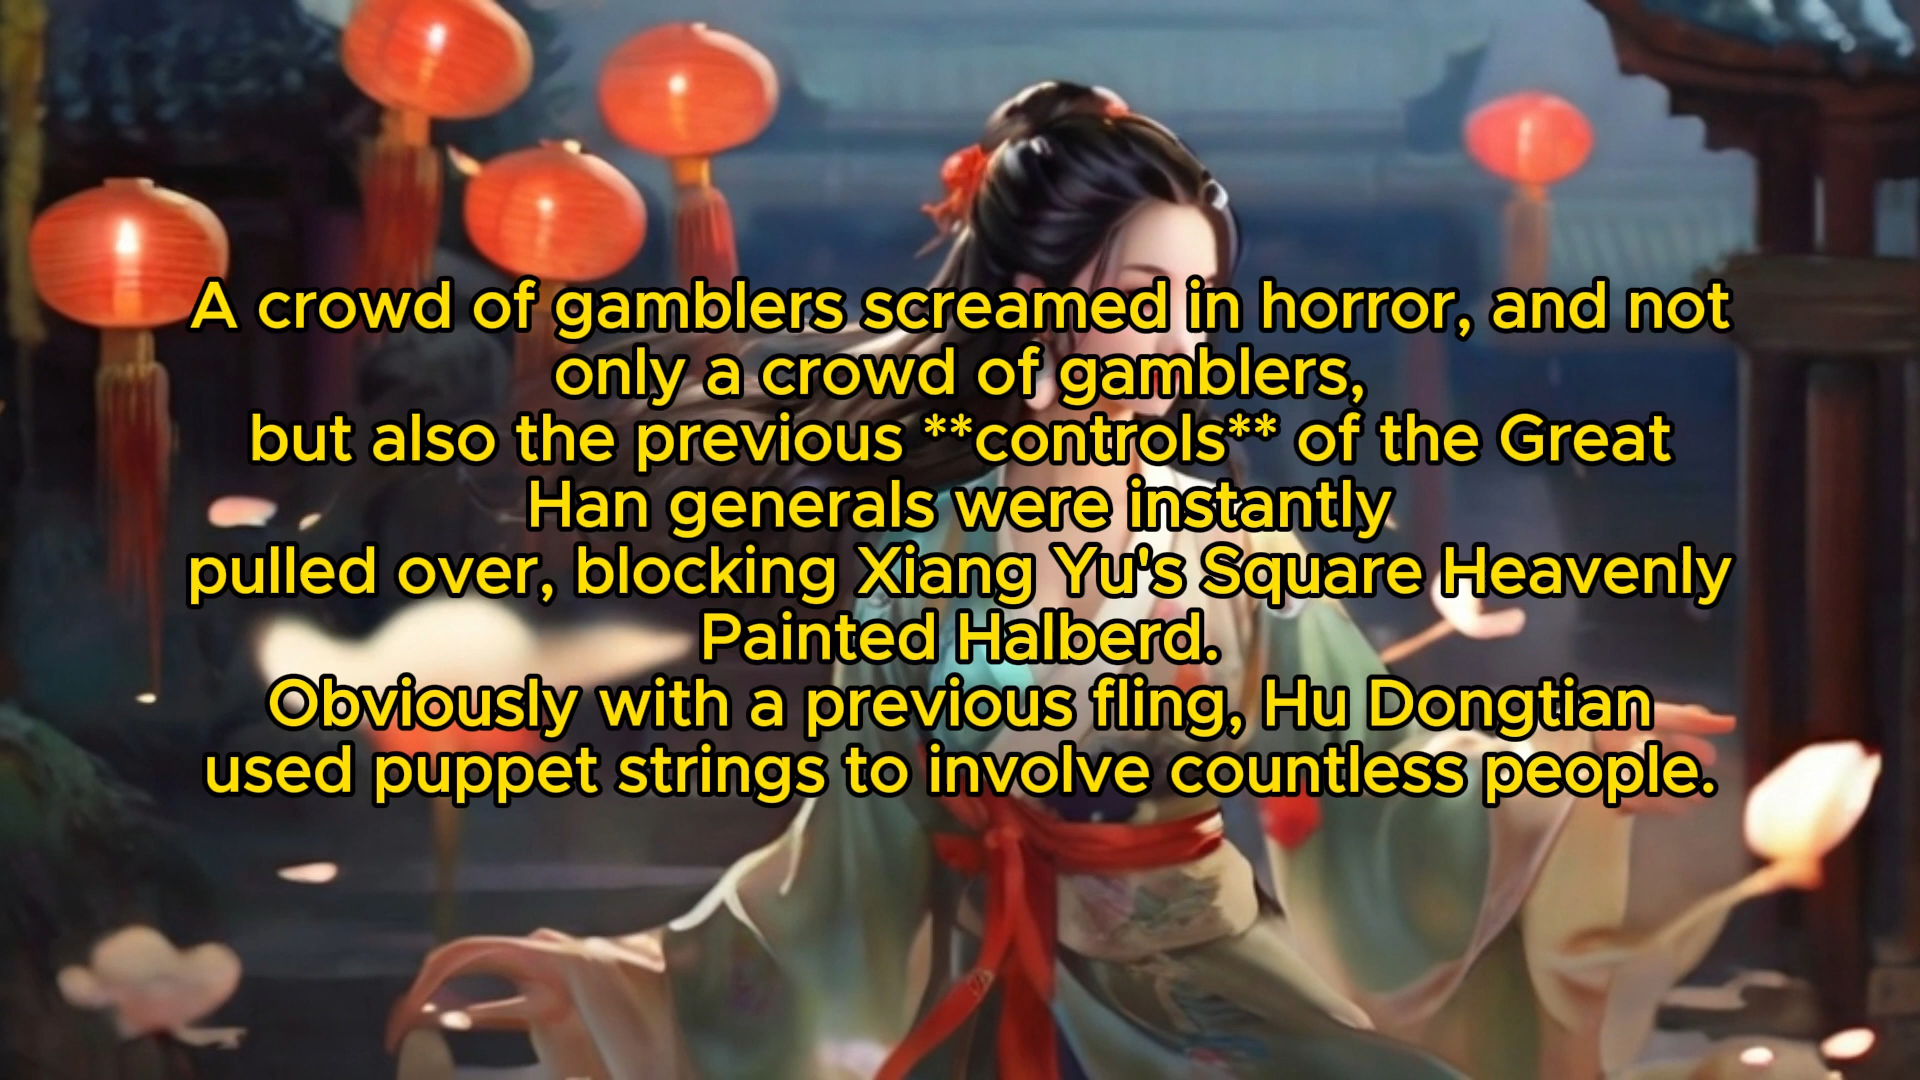 A crowd of gamblers screamed in horror, and not
only a crowd of gamblers,
but also the previous **controls** of the Great
Han generals were instantly
pulled over, blocking Xiang Yu's Square Heavenly
Painted Halberd.
Obviously with a previous fling, Hu Dongtian
used puppet strings to involve countless people.